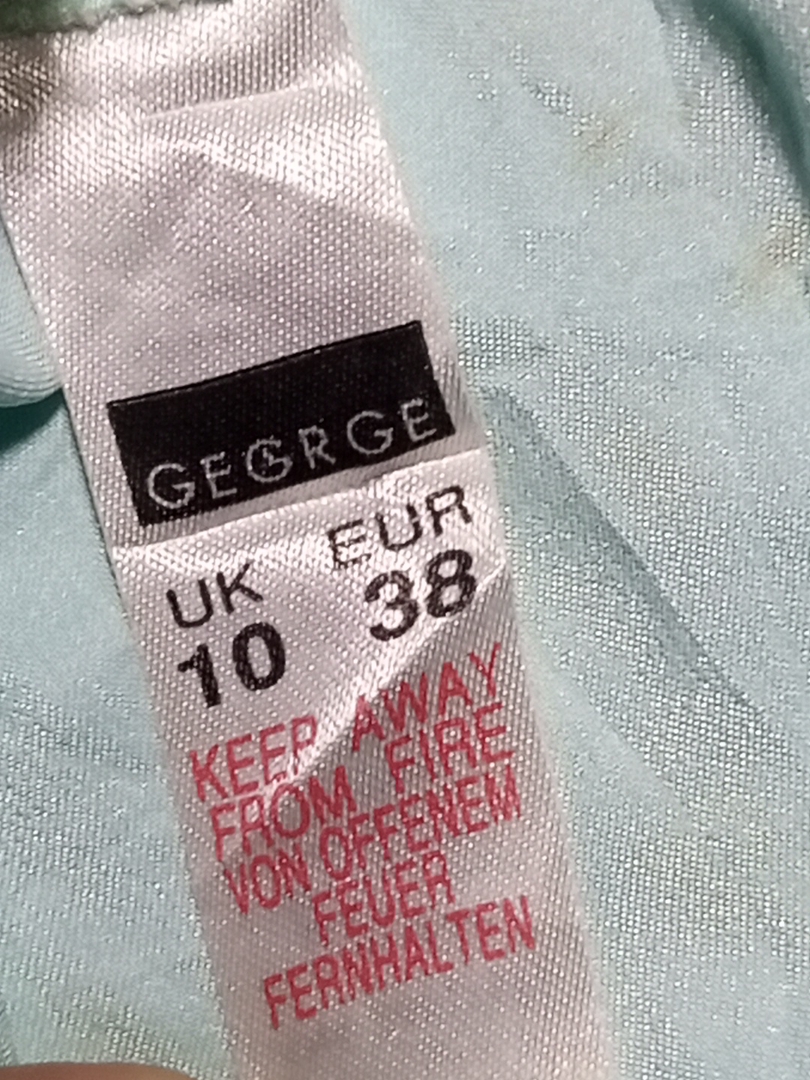 GEORGE
UK EUR
10 38
KEEP AWAY
FROM FIRE
VON OFFENEM
FEUER
FERNHALTEN